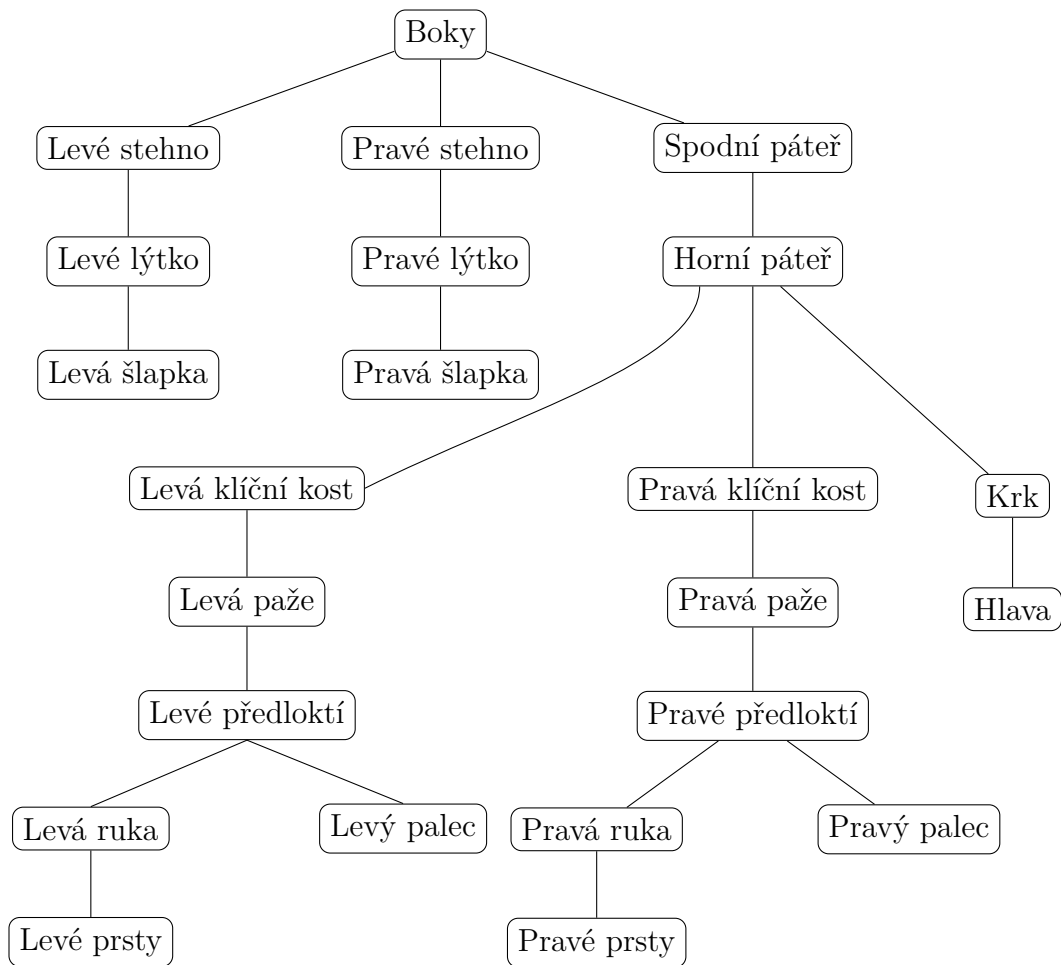 Boky
Levé stehno
Pravé stehno
Spodní páteř
Levé lýtko
Pravé lýtko
Horní páteř
Levá šlapka
Pravá šlapka
Levá klíční kost
Pravá klíční kost
Krk
Levá paže
Pravá paže
Hlava
Levé předloktí
Pravé předloktí
Levá ruka
Levý palec
Pravá ruka
Pravý palec
Levé prsty
Pravé prsty